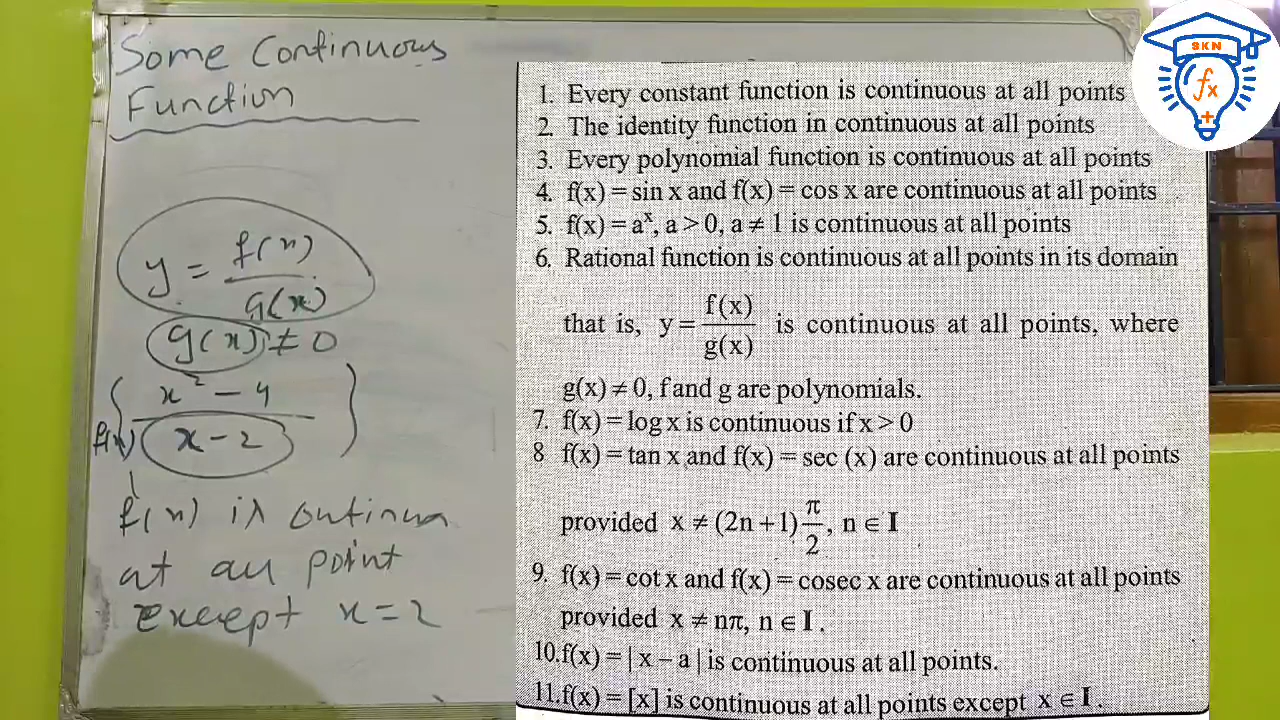 Some Continuous
Function
y = f(x)/g(x)
g(x) ≠ 0
f(x) x² - 4 / x - 2
f(x) is continu
at all point
except x = 2
1. Every constant function is continuous at all points
2. The identity function in continuous at all points
3. Every polynomial function is continuous at all points
4. f(x) = sin x and f(x) = cos x are continuous at all points
5. f(x) = aˣ, a > 0, a ≠ 1 is continuous at all points
6. Rational function is continuous at all points in its domain
that is, y = f(x)/g(x) is continuous at all points, where
g(x) ≠ 0, f and g are polynomials.
7. f(x) = log x is continuous if x > 0
8 f(x) = tan x and f(x) = sec (x) are continuous at all points
provided x ≠ (2n + 1) π/2, n ∈ I
9. f(x) = cot x and f(x) = cosec x are continuous at all points
provided x ≠ nπ, n ∈ I.
10. f(x) = | x – a | is continuous at all points.
11. f(x) = [x] is continuous at all points except x ∈ I.
SKN
fx
+